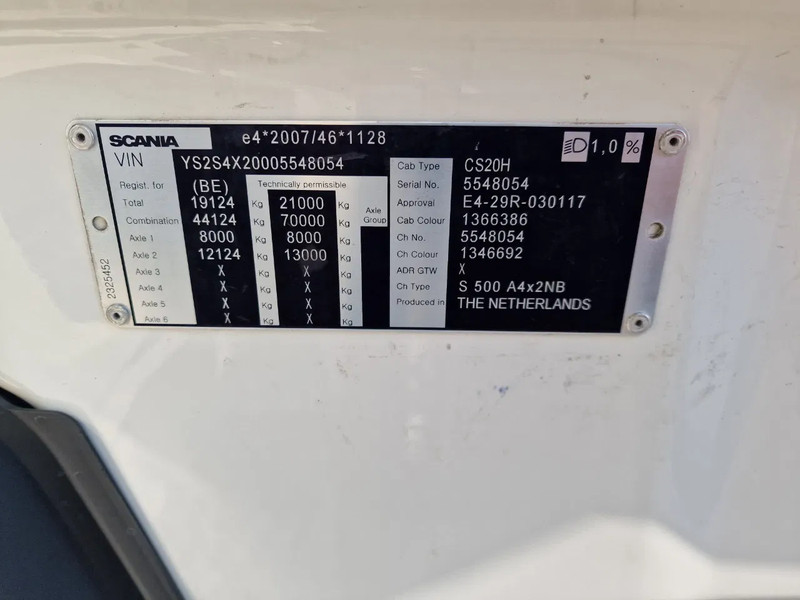 SCANIA e4*2007/46*1128 1,0 %
VIN YS2S4X20005548054
Regist. for (BE) Technically permissible
Total 19124 Kg 21000 Kg Axle Group
Combination 44124 Kg 70000 Kg
Axle 1 8000 Kg 8000 Kg
Axle 2 12124 Kg 13000 Kg
Axle 3 X Kg X Kg
Axle 4 X Kg X Kg
Axle 5 X Kg X Kg
Axle 6 X Kg X Kg
Cab Type CS20H
Serial No. 5548054
Approval E4-29R-030117
Cab Colour 1366386
Ch No. 5548054
Ch Colour 1346692
ADR GTW X
Ch Type S 500 A4x2NB
Produced in THE NETHERLANDS
2325452